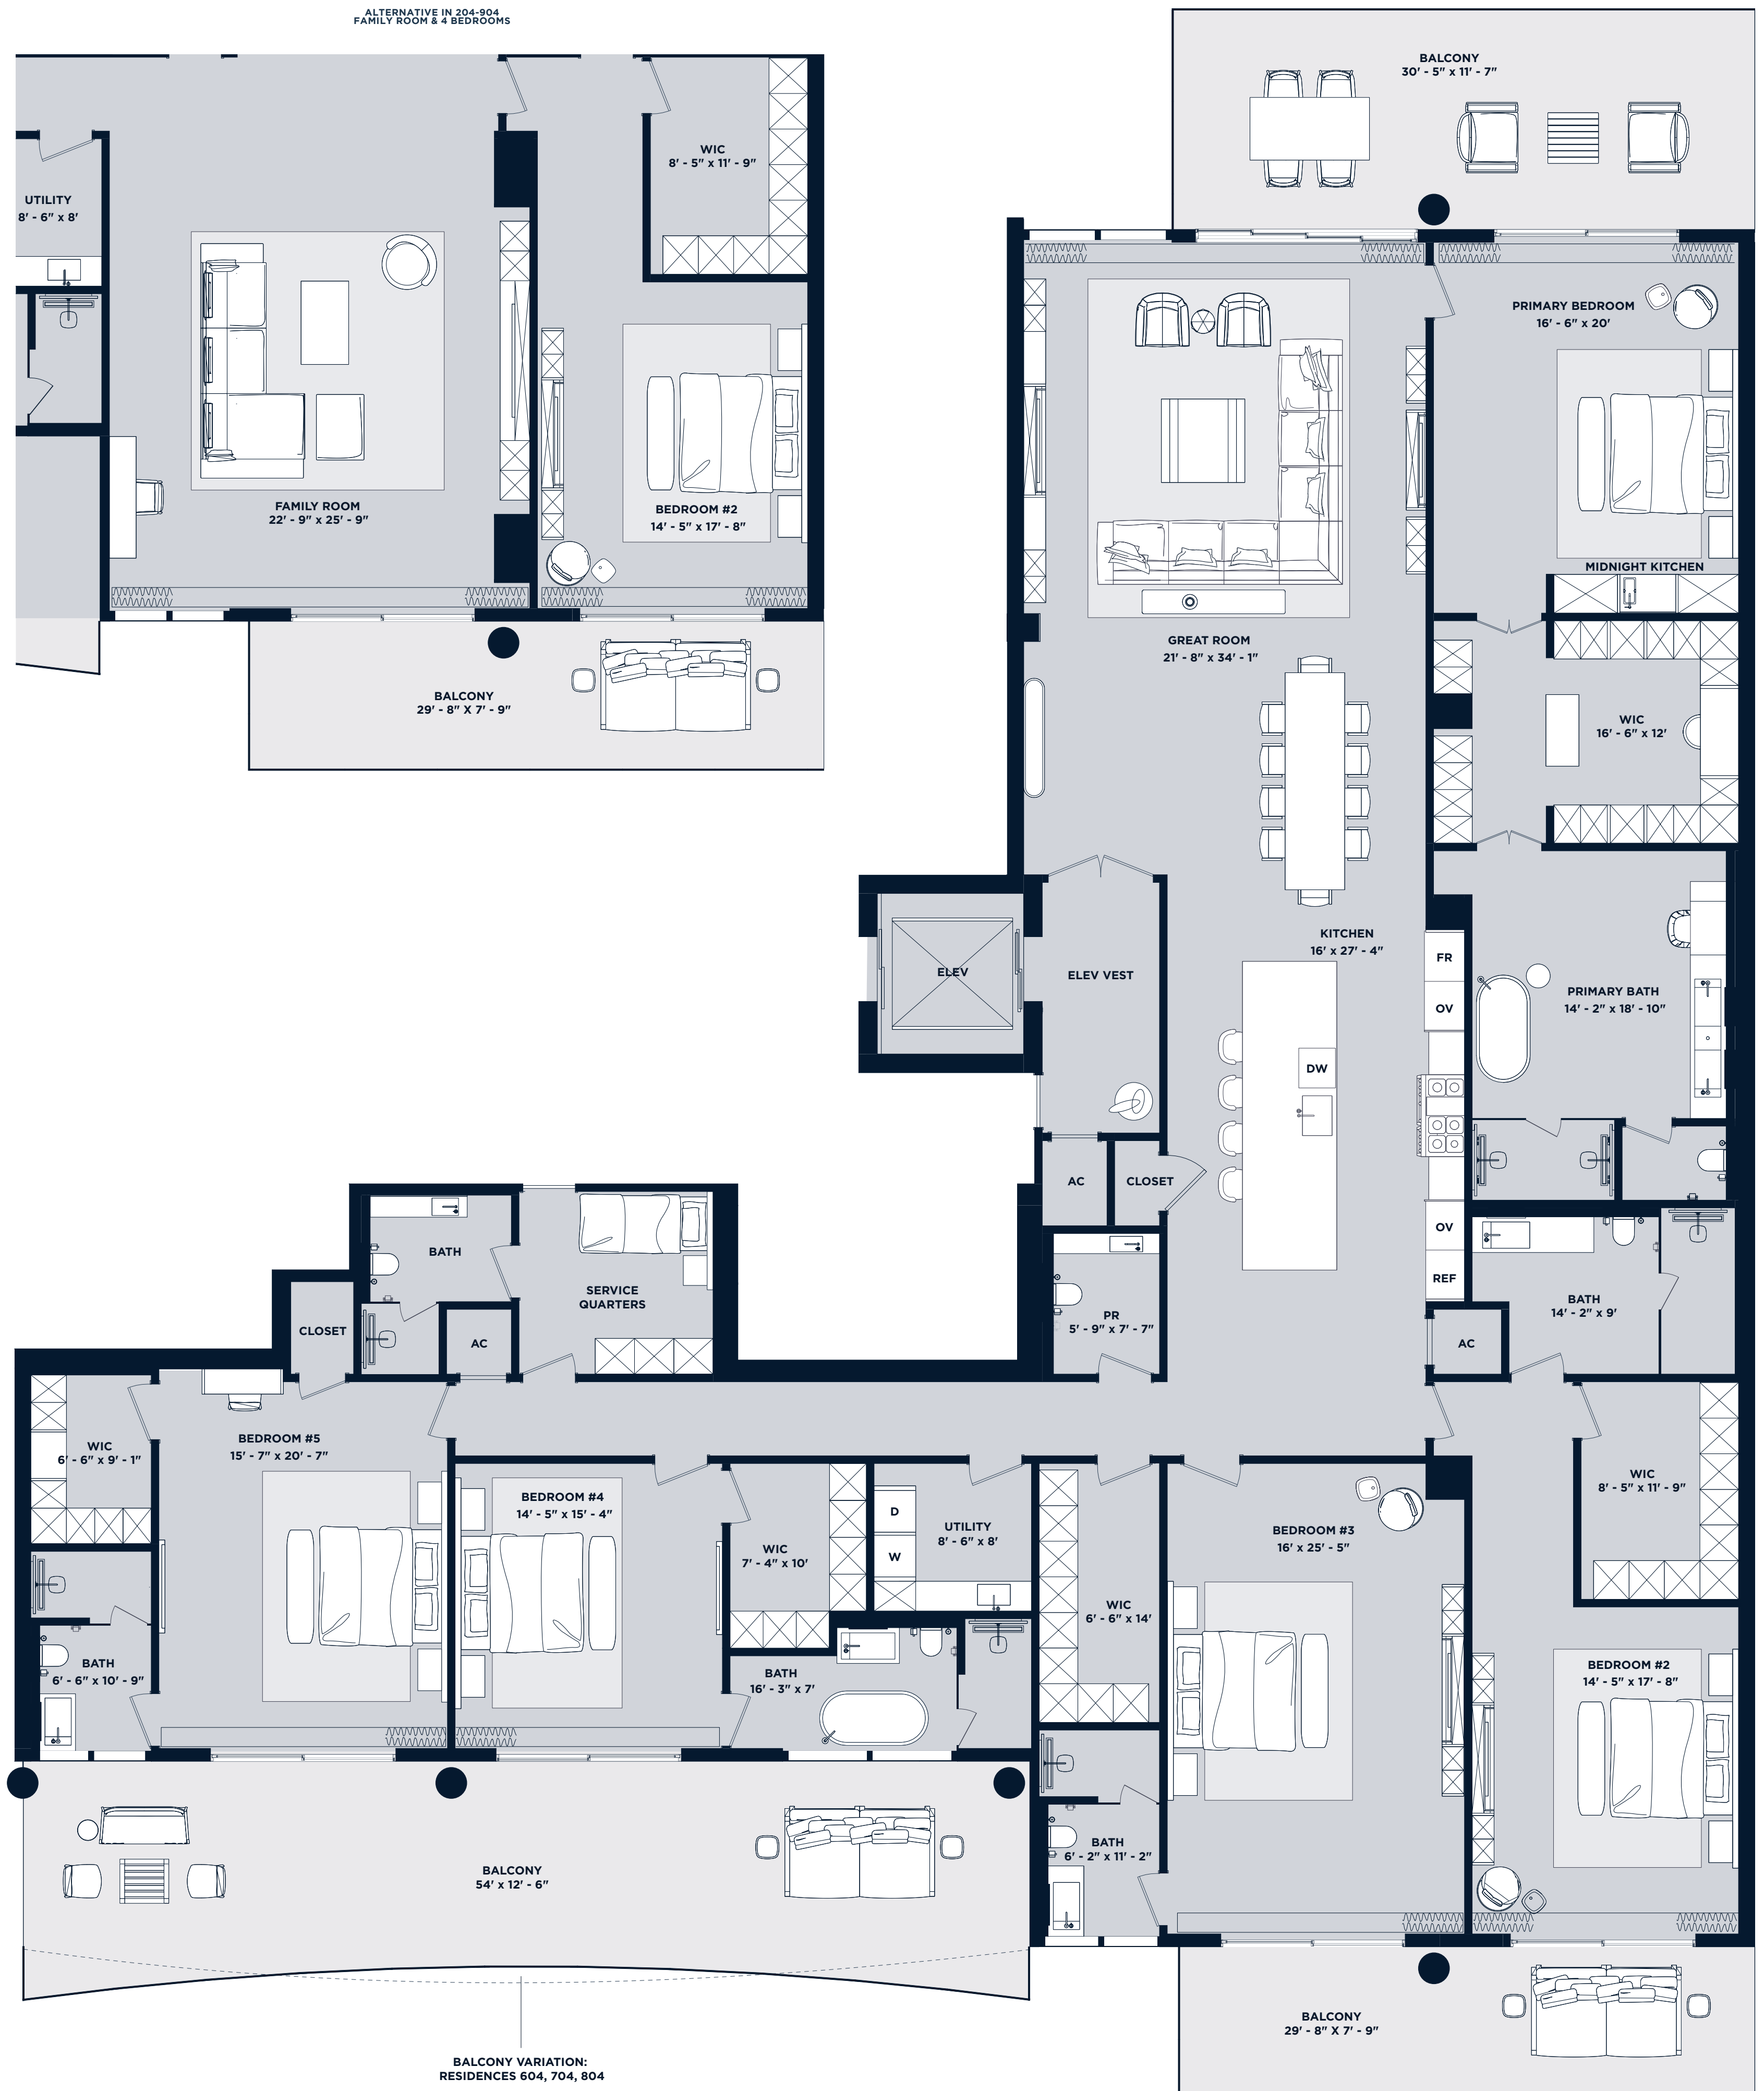 ALTERNATIVE IN 204-904
FAMILY ROOM & 4 BEDROOMS
WIC
8' - 5" x 11' - 9"
UTILITY
8' - 6" x 8'
FAMILY ROOM
22' - 9" x 25' - 9"
BEDROOM #2
14' - 5" x 17' - 8"
BALCONY
29' - 8" X 7' - 9"
BALCONY
30' - 5" x 11' - 7"
PRIMARY BEDROOM
16' - 6" x 20'
MIDNIGHT KITCHEN
GREAT ROOM
21' - 8" x 34' - 1"
WIC
16' - 6" x 12'
KITCHEN
16' x 27' - 4"
FR
OV
ELEV
ELEV VEST
PRIMARY BATH
14' - 2" x 18' - 10"
DW
AC
CLOSET
OV
REF
BATH
14' - 2" x 9'
PR
5' - 9" x 7' - 7"
AC
BATH
SERVICE
QUARTERS
CLOSET
AC
WIC
6' - 6" x 9' - 1"
BEDROOM #5
15' - 7" x 20' - 7"
BEDROOM #4
14' - 5" x 15' - 4"
WIC
7' - 4" x 10'
D
W
UTILITY
8' - 6" x 8'
WIC
6' - 6" x 14'
BEDROOM #3
16' x 25' - 5"
WIC
8' - 5" x 11' - 9"
BATH
6' - 6" x 10' - 9"
BATH
16' - 3" x 7'
BEDROOM #2
14' - 5" x 17' - 8"
BATH
6' - 2" x 11' - 2"
BALCONY
54' x 12' - 6"
BALCONY
29' - 8" X 7' - 9"
BALCONY VARIATION:
RESIDENCES 604, 704, 804